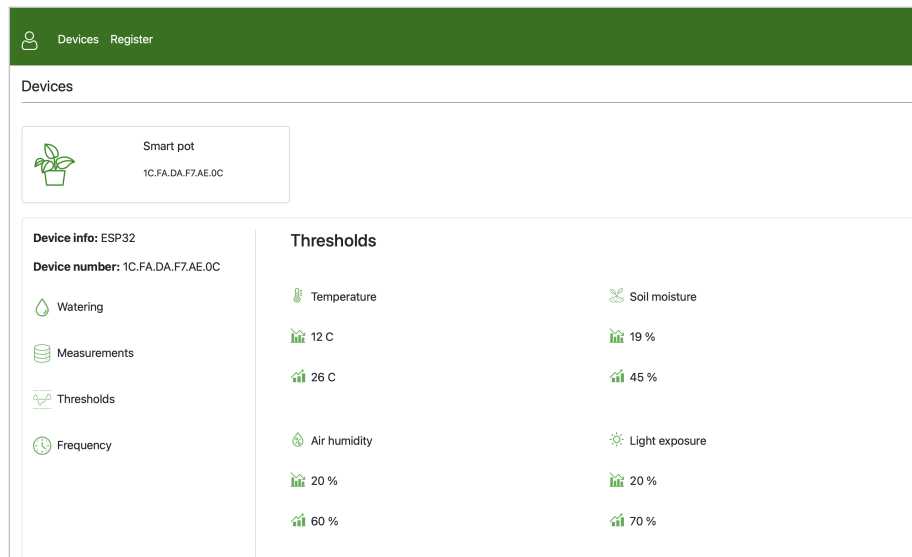 Devices Register
Devices
Smart pot
1C.FA.DA.F7.AE.0C
Device info: ESP32
Device number: 1C.FA.DA.F7.AE.0C
Watering
Measurements
Thresholds
Frequency
Thresholds
Temperature
12 C
26 C
Soil moisture
19 %
45 %
Air humidity
20 %
60 %
Light exposure
20 %
70 %